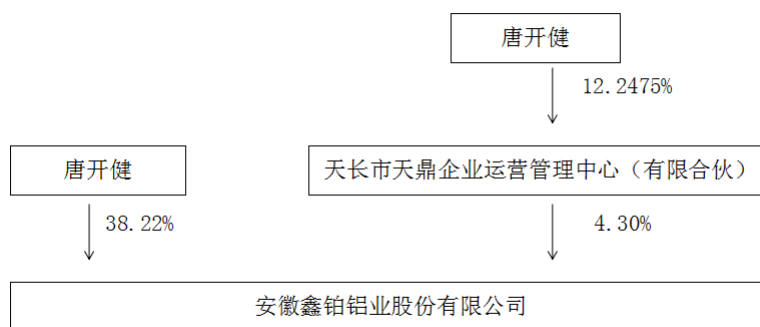 唐开健
12.2475%
唐开健
天长市天鼎企业运营管理中心（有限合伙）
38.22%
4.30%
安徽鑫铂铝业股份有限公司